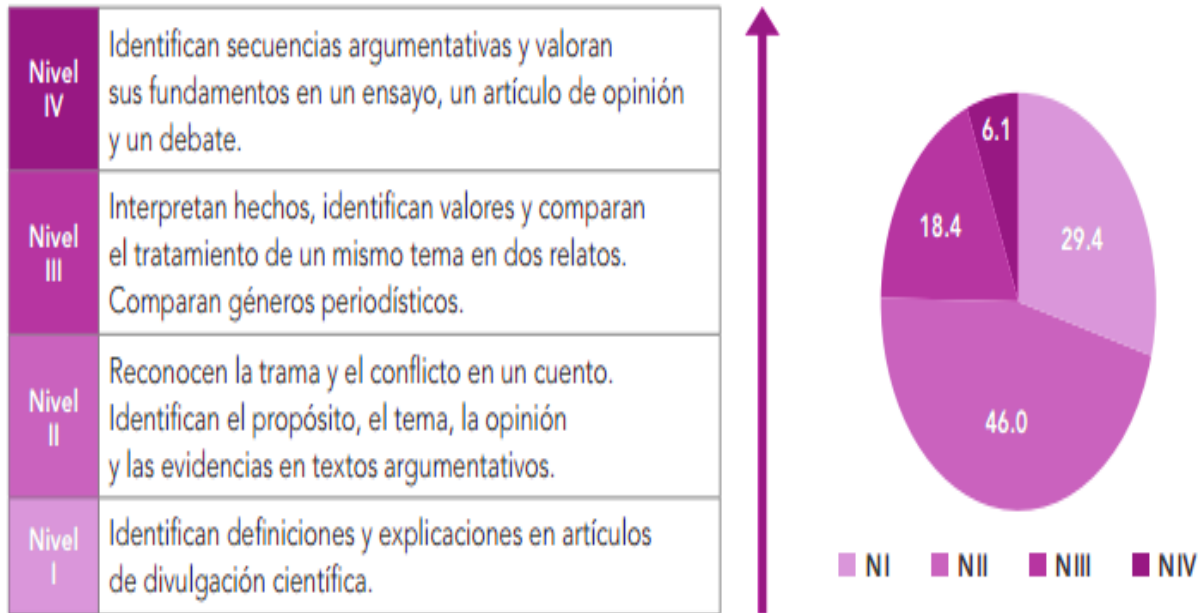 Nivel
IV
Identifican secuencias argumentativas y valoran
sus fundamentos en un ensayo, un artículo de opinión
y un debate.
Nivel
III
Interpretan hechos, identifican valores y comparan
el tratamiento de un mismo tema en dos relatos.
Comparan géneros periodísticos.
Nivel
II
Reconocen la trama y el conflicto en un cuento.
Identifican el propósito, el tema, la opinión
y las evidencias en textos argumentativos.
Nivel
I
Identifican definiciones y explicaciones en artículos
de divulgación científica.
6.1
18.4
29.4
46.0
NI NII NIII NIV